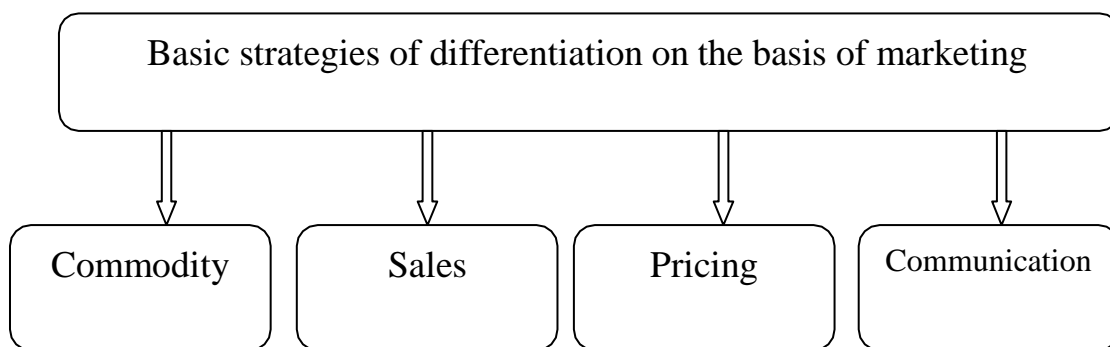 Basic strategies of differentiation on the basis of marketing
Commodity
Sales
Pricing
Communication